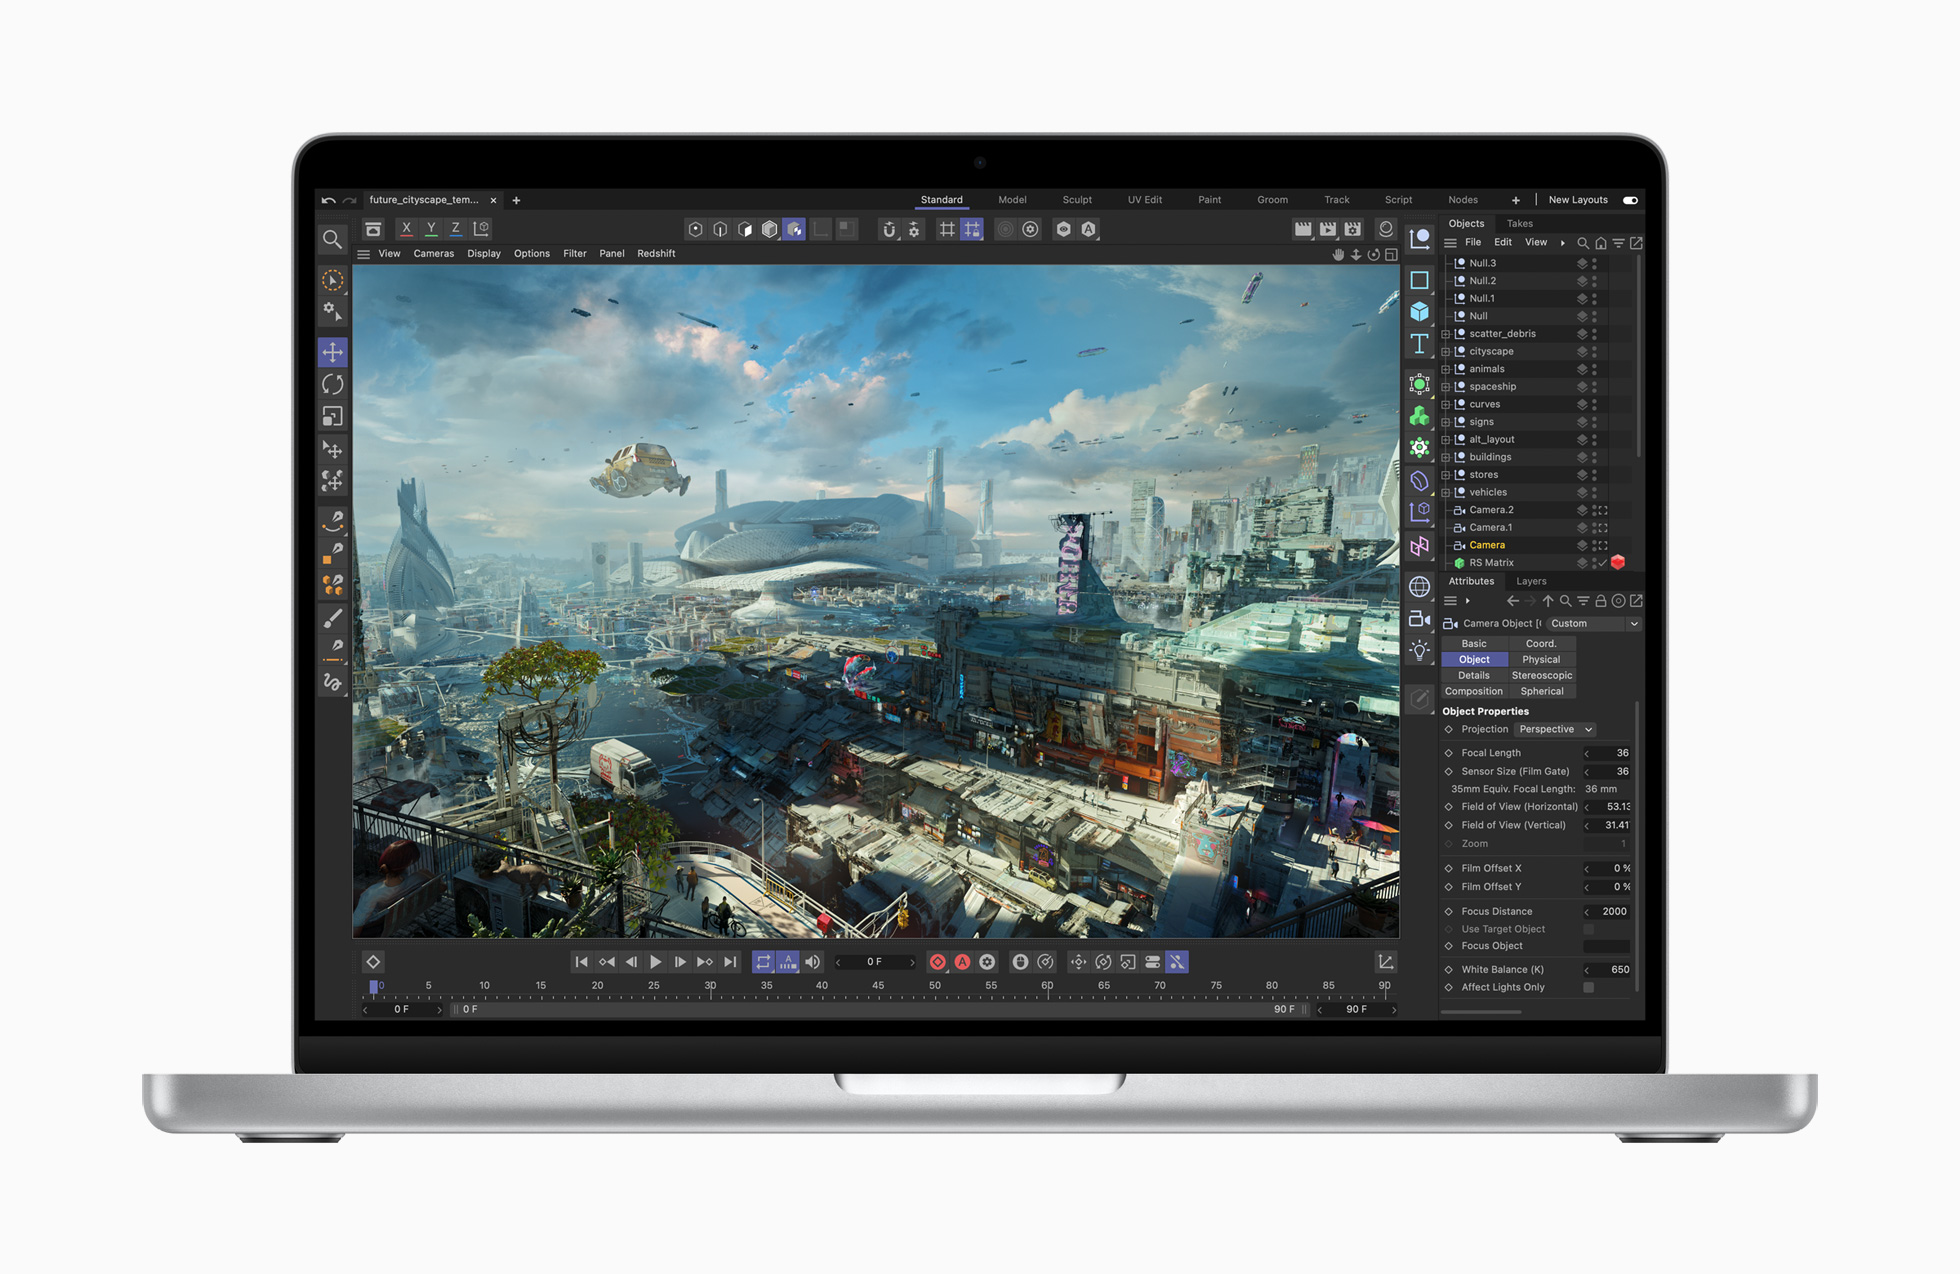 future_cityscape_tem...
Standard
Model
Sculpt
UV Edit
Paint
Groom
Track
Script
Nodes
New Layouts
X
Y
Z
View
Cameras
Display
Options
Filter
Panel
Redshift
Objects
Takes
File
Edit
View
Null.3
Null.2
Null.1
Null
scatter_debris
cityscape
animals
spaceship
curves
signs
alt_layout
buildings
stores
vehicles
Camera.2
Camera.1
Camera
RS Matrix
Attributes
Layers
Camera Object [
Custom
Basic
Coord.
Object
Physical
Details
Stereoscopic
Composition
Spherical
Object Properties
Projection
Perspective
Focal Length
36
Sensor Size (Film Gate)
36
35mm Equiv. Focal Length:
36 mm
Field of View (Horizontal)
53.13
Field of View (Vertical)
31.41
Zoom
1
Film Offset X
0 %
Film Offset Y
0 %
Focus Distance
2000
Use Target Object
Focus Object
White Balance (K)
650
Affect Lights Only
0 F
0 5 10 15 20 25 30 35 40 45 50 55 60 65 70 75 80 85 90
0 F
0 F
90 F
90 F